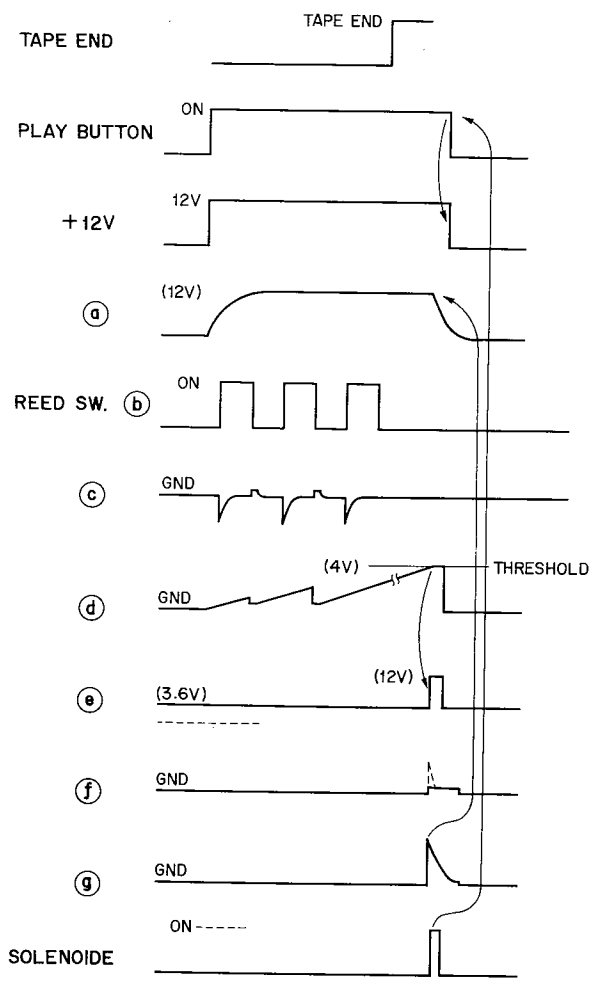 TAPE END
TAPE END
ON
PLAY BUTTON
12V
+12V
(12V)
a
ON
REED SW. b
GND
c
(4V)
THRESHOLD
GND
d
(12V)
(3.6V)
e
GND
f
GND
g
ON
SOLENOIDE